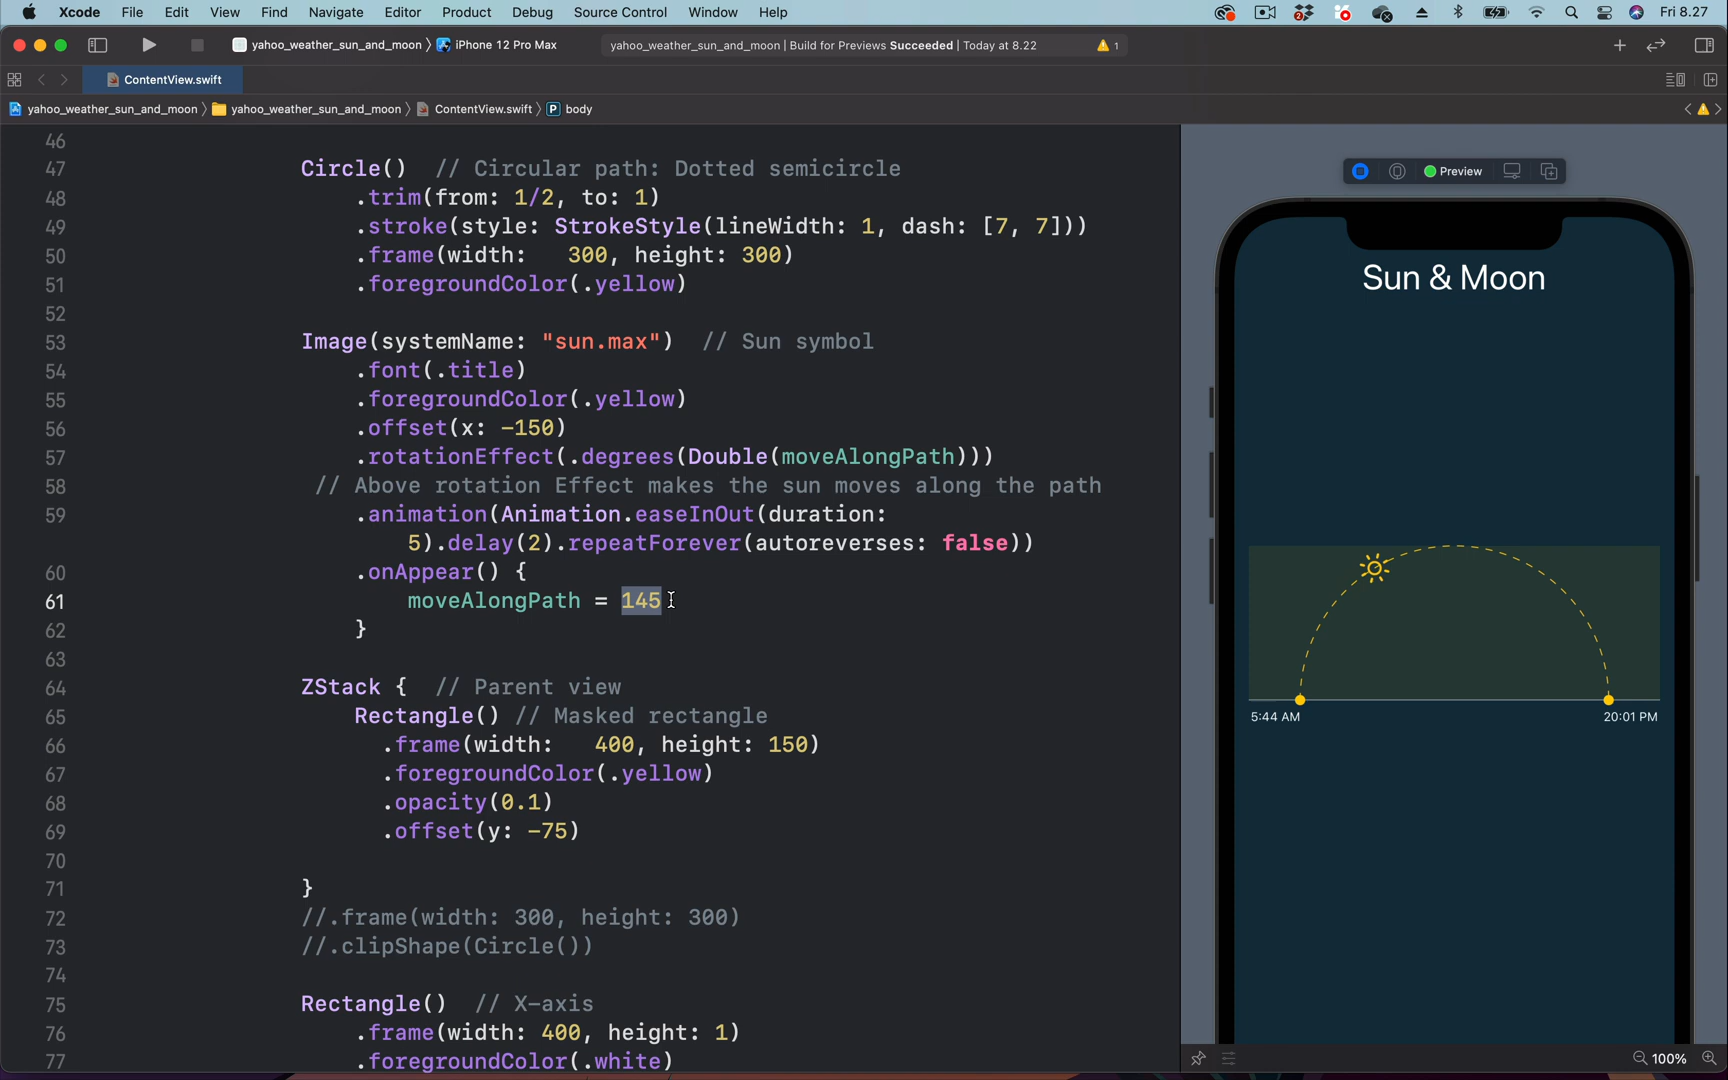 Xcode File Edit View Find Navigate Editor Product Debug Source Control Window Help Fri 8.27
yahoo_weather_sun_and_moon iPhone 12 Pro Max yahoo_weather_sun_and_moon | Build for Previews Succeeded | Today at 8.22 1
ContentView.swift
yahoo_weather_sun_and_moon yahoo_weather_sun_and_moon ContentView.swift P body
46
47 Circle() // Circular path: Dotted semicircle
48 .trim(from: 1/2, to: 1)
49 .stroke(style: StrokeStyle(lineWidth: 1, dash: [7, 7]))
50 .frame(width: 300, height: 300)
51 .foregroundColor(.yellow)
52
53 Image(systemName: "sun.max") // Sun symbol
54 .font(.title)
55 .foregroundColor(.yellow)
56 .offset(x: -150)
57 .rotationEffect(.degrees(Double(moveAlongPath)))
58 // Above rotation Effect makes the sun moves along the path
59 .animation(Animation.easeInOut(duration:
5).delay(2).repeatForever(autoreverses: false))
60 .onAppear() {
61 moveAlongPath = 145
62 }
63
64 ZStack { // Parent view
65 Rectangle() // Masked rectangle
66 .frame(width: 400, height: 150)
67 .foregroundColor(.yellow)
68 .opacity(0.1)
69 .offset(y: -75)
70
71 }
72 //.frame(width: 300, height: 300)
73 //.clipShape(Circle())
74
75 Rectangle() // X-axis
76 .frame(width: 400, height: 1)
77 .foregroundColor(.white)
Preview
Sun & Moon
5:44 AM 20:01 PM
100%